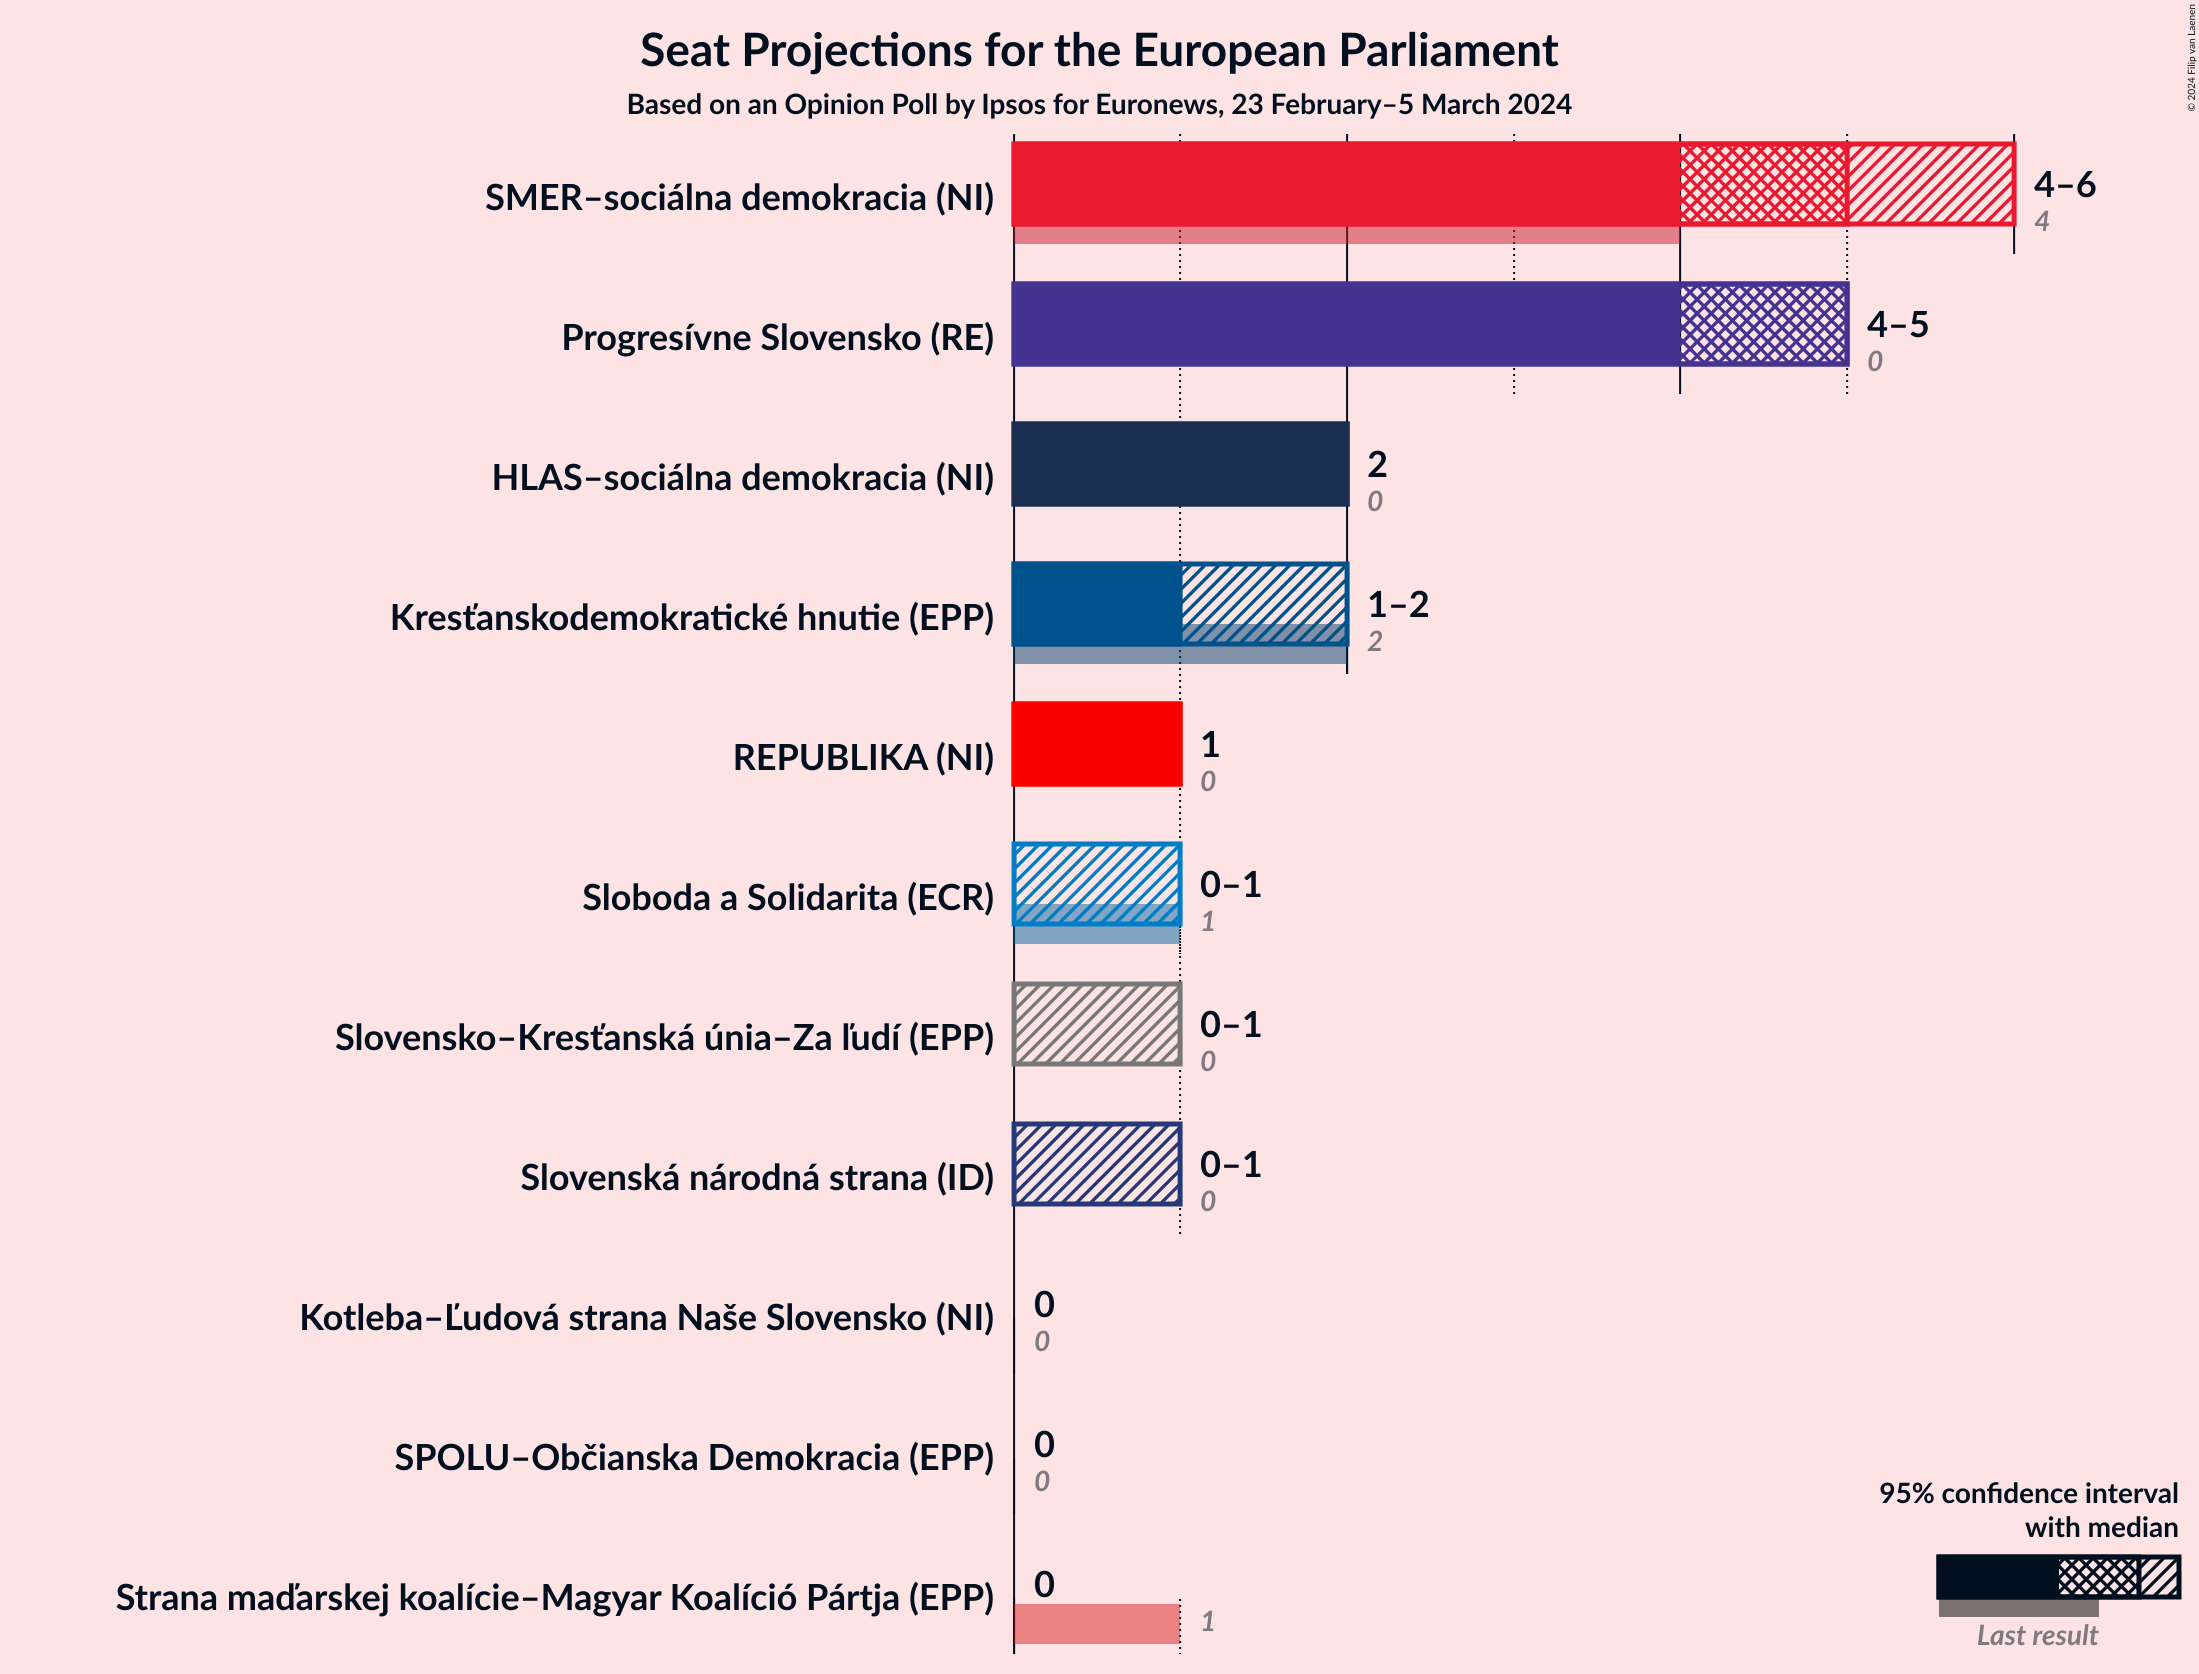 Seat Projections for the European Parliament
Based on an Opinion Poll by Ipsos for Euronews, 23 February–5 March 2024
© 2024 Filip van Laenen
SMER–sociálna demokracia (NI)
4–6
4
Progresívne Slovensko (RE)
4–5
0
HLAS–sociálna demokracia (NI)
2
0
Kresťanskodemokratické hnutie (EPP)
1–2
2
REPUBLIKA (NI)
1
0
Sloboda a Solidarita (ECR)
0–1
1
Slovensko–Kresťanská únia–Za ľudí (EPP)
0–1
0
Slovenská národná strana (ID)
0–1
0
Kotleba–Ľudová strana Naše Slovensko (NI)
0
0
SPOLU–Občianska Demokracia (EPP)
0
0
Strana maďarskej koalície–Magyar Koalíció Pártja (EPP)
0
1
95% confidence interval
with median
Last result